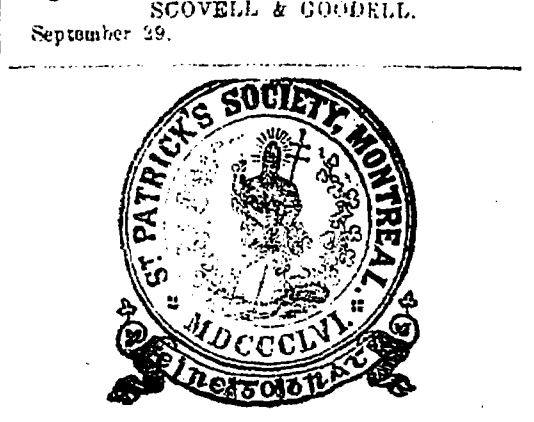 SCOVELL & GOODELL.
September 29.
ST. PATRICK'S SOCIETY, MONTREAL.
MDCCCLVI.